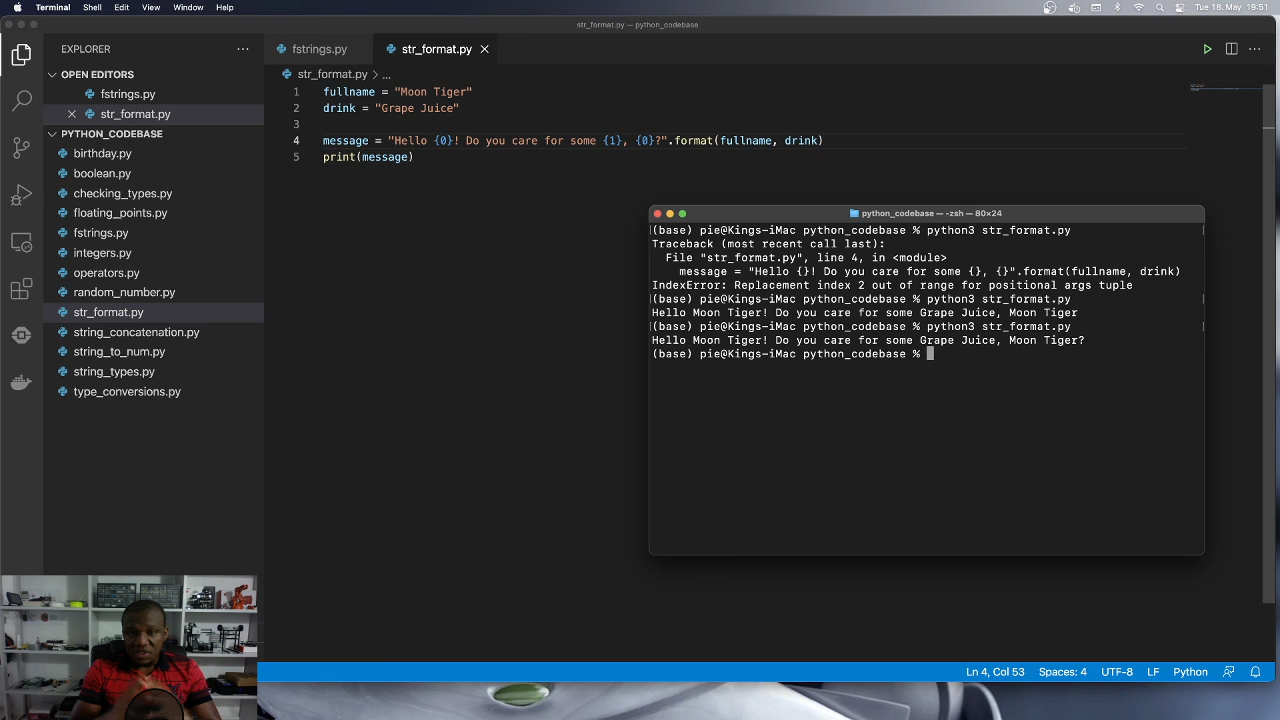 Terminal Shell Edit View Window Help
Tue 18. May 19:51
str_format.py — python_codebase
EXPLORER
fstrings.py
str_format.py
OPEN EDITORS
fstrings.py
str_format.py
PYTHON_CODEBASE
birthday.py
boolean.py
checking_types.py
floating_points.py
fstrings.py
integers.py
operators.py
random_number.py
str_format.py
string_concatenation.py
string_to_num.py
string_types.py
type_conversions.py
str_format.py > ...
1 fullname = "Moon Tiger"
2 drink = "Grape Juice"
3
4 message = "Hello {0}! Do you care for some {1}, {0}?".format(fullname, drink)
5 print(message)
python_codebase — -zsh — 80×24
(base) pie@Kings-iMac python_codebase % python3 str_format.py
Traceback (most recent call last):
File "str_format.py", line 4, in <module>
message = "Hello {}! Do you care for some {}, {}".format(fullname, drink)
IndexError: Replacement index 2 out of range for positional args tuple
(base) pie@Kings-iMac python_codebase % python3 str_format.py
Hello Moon Tiger! Do you care for some Grape Juice, Moon Tiger
(base) pie@Kings-iMac python_codebase % python3 str_format.py
Hello Moon Tiger! Do you care for some Grape Juice, Moon Tiger?
(base) pie@Kings-iMac python_codebase %
Ln 4, Col 53 Spaces: 4 UTF-8 LF Python